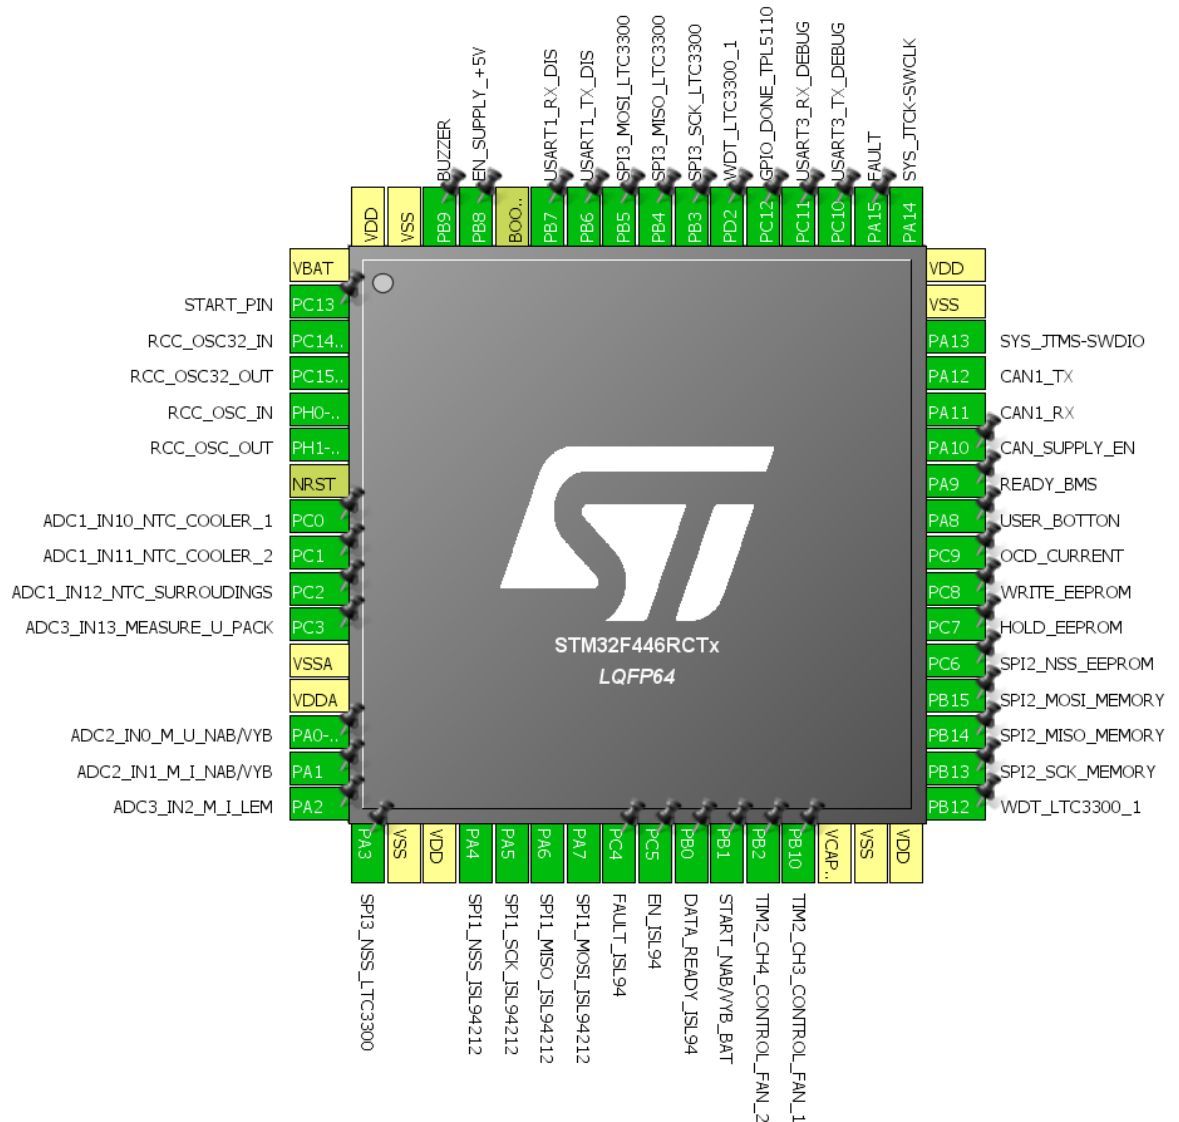 BUZZER
EN_SUPPLY_+5V
USART1_RX_DIS
USART1_TX_DIS
SPI3_MOSI_LTC3300
SPI3_MISO_LTC3300
SPI3_SCK_LTC3300
WDT_LTC3300_1
GPIO_DONE_TPL5110
USART3_RX_DEBUG
USART3_TX_DEBUG
FAULT
SYS_JTCK-SWCLK
VDD
VSS
PB9
PB8
BOO..
PB7
PB6
PB5
PB4
PB3
PD2
PC12
PC11
PC10
PA15
PA14
VBAT
START_PIN PC13
RCC_OSC32_IN PC14..
RCC_OSC32_OUT PC15..
RCC_OSC_IN PH0-..
RCC_OSC_OUT PH1-..
NRST
ADC1_IN10_NTC_COOLER_1 PC0
ADC1_IN11_NTC_COOLER_2 PC1
ADC1_IN12_NTC_SURROUDINGS PC2
ADC3_IN13_MEASURE_U_PACK PC3
VSSA
VDDA
ADC2_IN0_M_U_NAB/VYB PA0-..
ADC2_IN1_M_I_NAB/VYB PA1
ADC3_IN2_M_I_LEM PA2
ST
STM32F446RCTx
LQFP64
VDD
VSS
PA13 SYS_JTMS-SWDIO
PA12 CAN1_TX
PA11 CAN1_RX
PA10 CAN_SUPPLY_EN
PA9 READY_BMS
PA8 USER_BOTTON
PC9 OCD_CURRENT
PC8 WRITE_EEPROM
PC7 HOLD_EEPROM
PC6 SPI2_NSS_EEPROM
PB15 SPI2_MOSI_MEMORY
PB14 SPI2_MISO_MEMORY
PB13 SPI2_SCK_MEMORY
PB12 WDT_LTC3300_1
PA3
VSS
VDD
PA4
PA5
PA6
PA7
PC4
PC5
PB0
PB1
PB2
PB10
VCAP..
VSS
VDD
SPI3_NSS_LTC3300
SPI1_NSS_ISL94212
SPI1_SCK_ISL94212
SPI1_MISO_ISL94212
SPI1_MOSI_ISL94212
FAULT_ISL94
EN_ISL94
DATA_READY_ISL94
START_NAB/VYB_BAT
TIM2_CH4_CONTROL_FAN_2
TIM2_CH3_CONTROL_FAN_1